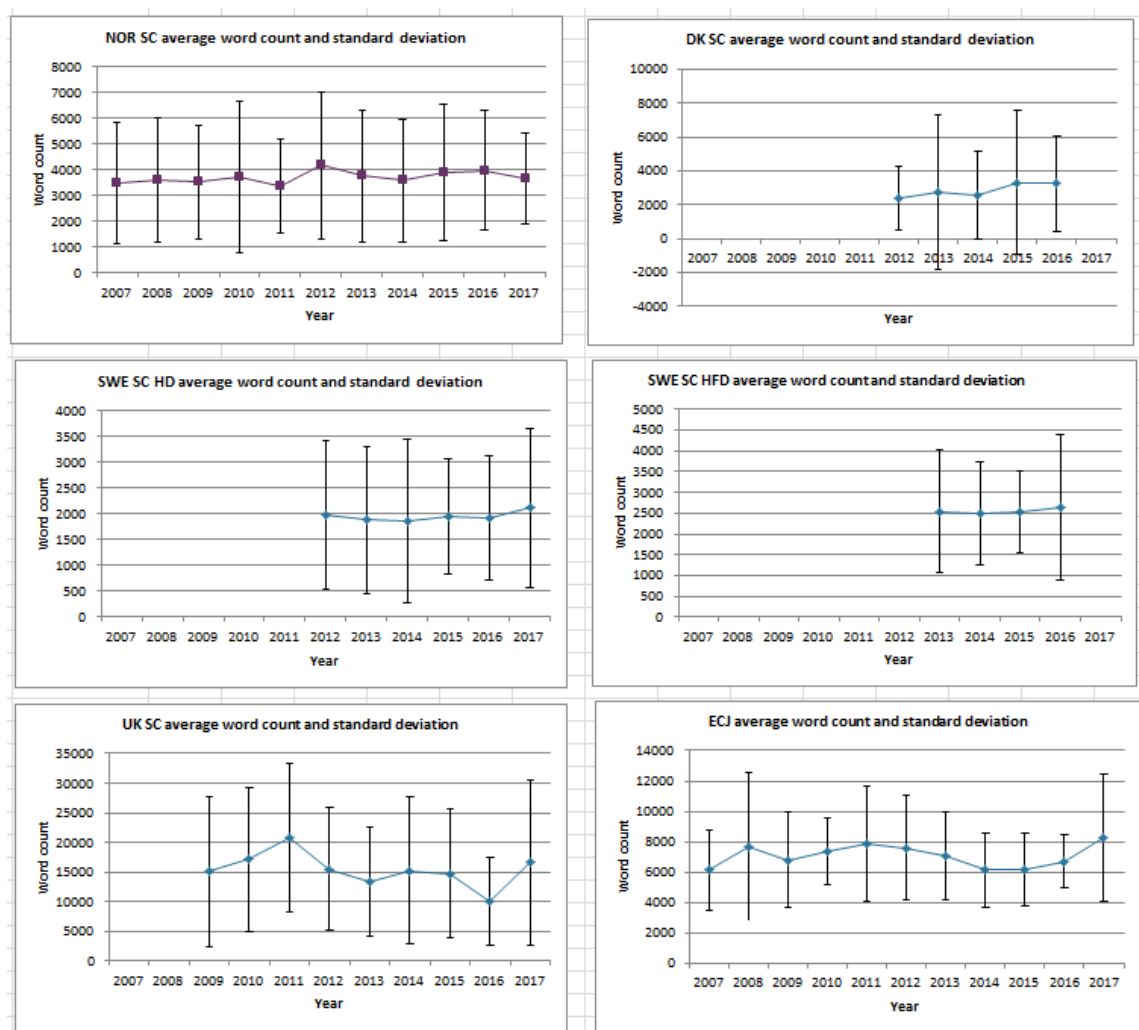 NOR SC average word count and standard deviation
8000
7000
6000
5000
4000
3000
2000
1000
0
Word count
2007 2008 2009 2010 2011 2012 2013 2014 2015 2016 2017
Year
DK SC average word count and standard deviation
10000
8000
6000
4000
2000
0
-2000
-4000
Word count
2007 2008 2009 2010 2011 2012 2013 2014 2015 2016 2017
Year
SWE SC HD average word count and standard deviation
4000
3500
3000
2500
2000
1500
1000
500
0
Word count
2007 2008 2009 2010 2011 2012 2013 2014 2015 2016 2017
Year
SWE SC HFD average word count and standard deviation
5000
4500
4000
3500
3000
2500
2000
1500
1000
500
0
Word count
2007 2008 2009 2010 2011 2012 2013 2014 2015 2016 2017
Year
UK SC average word count and standard deviation
35000
30000
25000
20000
15000
10000
5000
0
Word count
2007 2008 2009 2010 2011 2012 2013 2014 2015 2016 2017
Year
ECJ average word count and standard deviation
14000
12000
10000
8000
6000
4000
2000
0
Word count
2007 2008 2009 2010 2011 2012 2013 2014 2015 2016 2017
Year